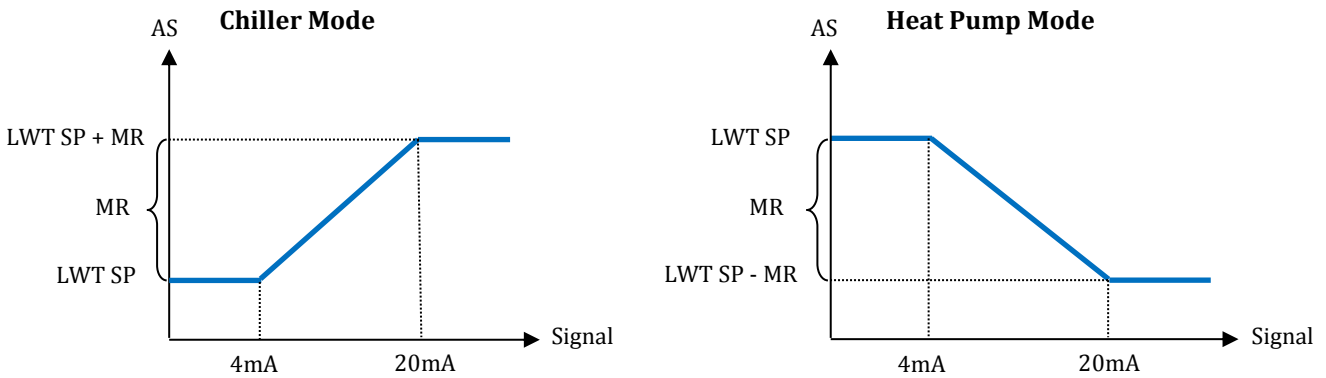 Chiller Mode
AS
LWT SP + MR
MR
LWT SP
Signal
4mA
20mA
Heat Pump Mode
AS
LWT SP
MR
LWT SP - MR
Signal
4mA
20mA